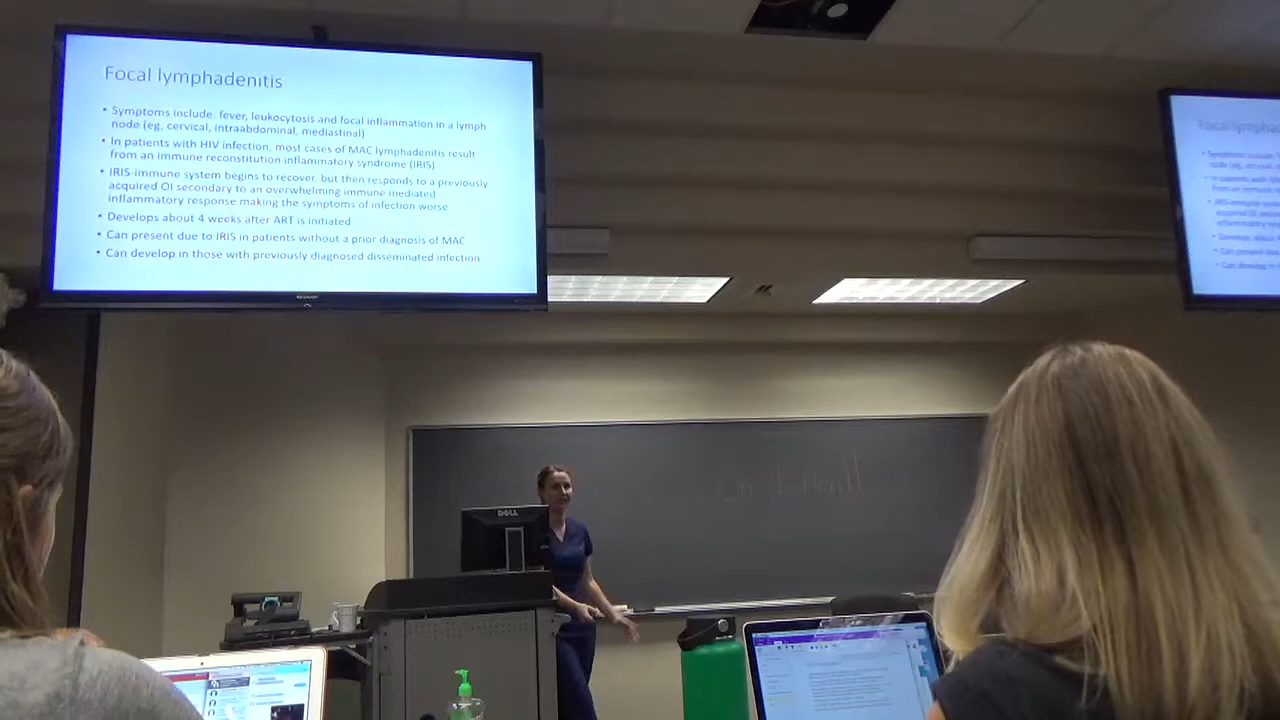 Focal lymphadenitis
• Symptoms include: fever, leukocytosis and focal inflammation in a lymph
node (eg, cervical, intraabdominal, mediastinal)
• In patients with HIV infection, most cases of MAC lymphadenitis result
from an immune reconstitution inflammatory syndrome (IRIS)
• IRIS-immune system begins to recover, but then responds to a previously
acquired OI secondary to an overwhelming immune mediated
inflammatory response making the symptoms of infection worse
• Develops about 4 weeks after ART is initiated
• Can present due to IRIS in patients without a prior diagnosis of MAC
• Can develop in those with previously diagnosed disseminated infection
SHARP
Focal lympha
DELL